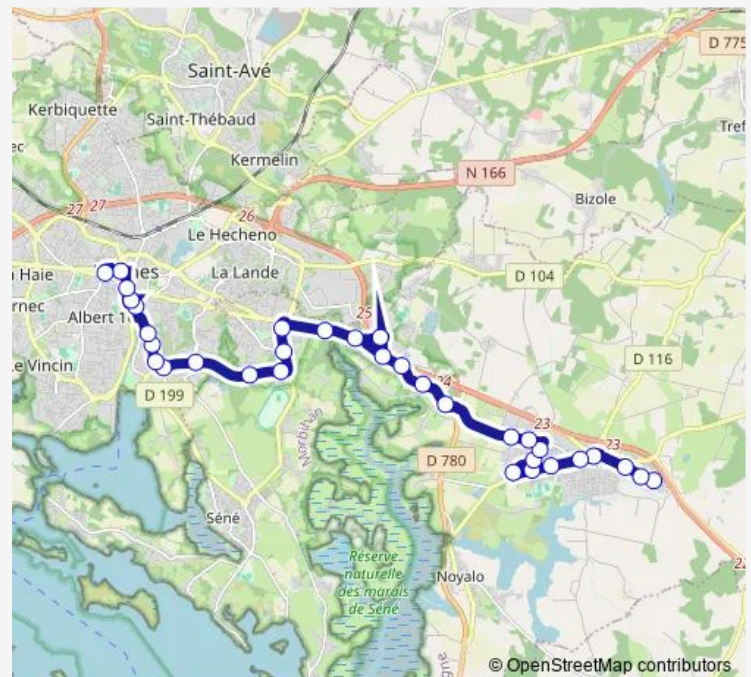 D 775
Saint-Avé
Kerbiquette
Saint-Thébaud
Kermelin
N 166
Bizole
27
27
26
Le Hecheno
Haie
nes
La Lande
D 104
Albert 1
25
D 116
Le Vincin
24
D 199
Morbihan
23
23
D 780
Séné
Réserve
naturelle
des marais
de Séné
Noyalo
© OpenStreetMap contributors